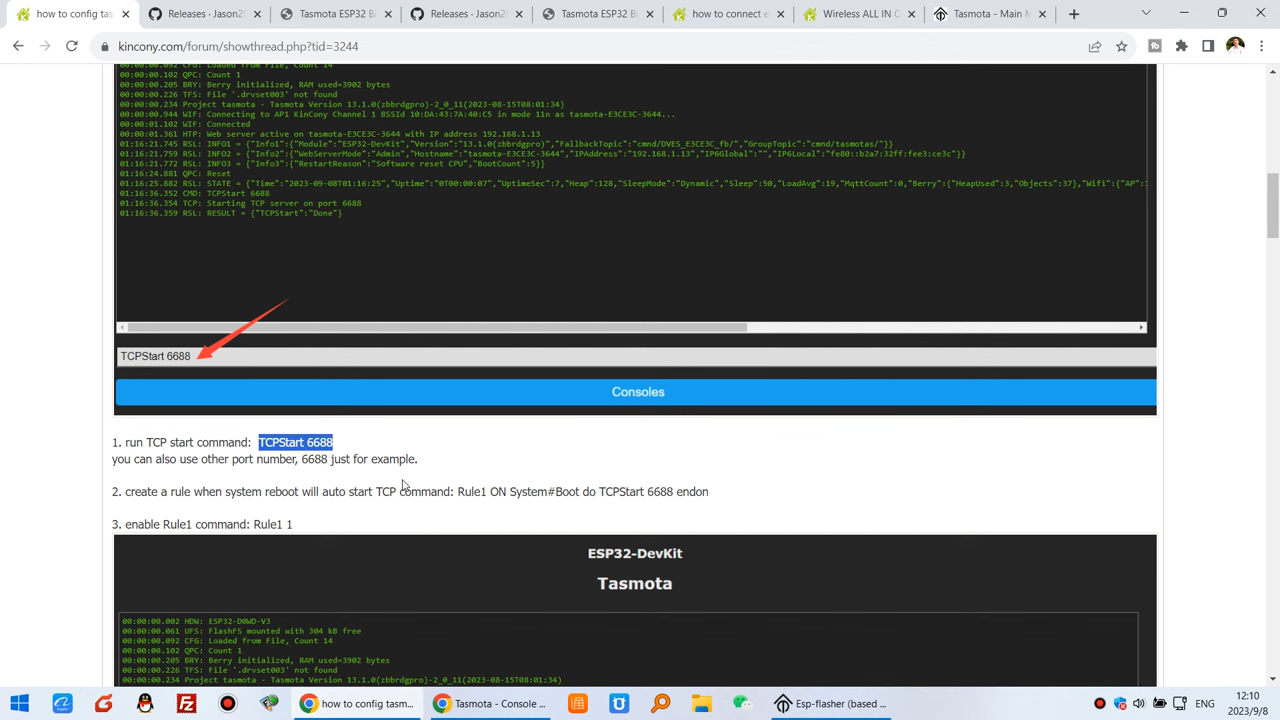 how to config tasm
Releases · Jason28
Tasmota ESP32 Bi
Releases · Jason2
Tasmota ESP32 Bi
how to connect e
Wireless ALL IN O
Tasmota - Main M
kincony.com/forum/showthread.php?tid=3244
00:00:00.092 CFG: Loaded from File, Count 14
00:00:00.102 QPC: Count 1
00:00:00.205 BRY: Berry initialized, RAM used=3902 bytes
00:00:00.226 TFS: File '.drvset003' not found
00:00:00.234 Project tasmota - Tasmota Version 13.1.0(zbbrdgpro)-2_0_11(2023-08-15T08:01:34)
00:00:00.944 WIF: Connecting to AP1 KinCony Channel 1 BSSId 10:DA:43:7A:40:C5 in mode 11n as tasmota-E3CE3C-3644...
00:00:01.102 WIF: Connected
00:00:01.361 HTP: Web server active on tasmota-E3CE3C-3644 with IP address 192.168.1.13
01:16:21.745 RSL: INFO1 = {"Info1":{"Module":"ESP32-DevKit","Version":"13.1.0(zbbrdgpro)","FallbackTopic":"cmnd/DVES_E3CE3C_fb/","GroupTopic":"cmnd/tasmotas/"}}
01:16:21.759 RSL: INFO2 = {"Info2":{"WebServerMode":"Admin","Hostname":"tasmota-E3CE3C-3644","IPAddress":"192.168.1.13","IP6Global":"","IP6Local":"fe80::b2a7:32ff:fee3:ce3c"}}
01:16:21.772 RSL: INFO3 = {"Info3":{"RestartReason":"Software reset CPU","BootCount":5}}
01:16:24.881 QPC: Reset
01:16:25.882 RSL: STATE = {"Time":"2023-09-08T01:16:25","Uptime":"0T00:00:07","UptimeSec":7,"Heap":128,"SleepMode":"Dynamic","Sleep":50,"LoadAvg":19,"MqttCount":0,"Berry":{"HeapUsed":3,"Objects":37},"Wifi":{"AP":1
01:16:36.352 CMD: TCPStart 6688
01:16:36.354 TCP: Starting TCP server on port 6688
01:16:36.359 RSL: RESULT = {"TCPStart":"Done"}
TCPStart 6688
Consoles
1. run TCP start command: TCPStart 6688
you can also use other port number, 6688 just for example.
2. create a rule when system reboot will auto start TCP command: Rule1 ON System#Boot do TCPStart 6688 endon
3. enable Rule1 command: Rule1 1
ESP32-DevKit
Tasmota
00:00:00.002 HDW: ESP32-D0WD-V3
00:00:00.061 UFS: FlashFS mounted with 304 kB free
00:00:00.092 CFG: Loaded from File, Count 14
00:00:00.102 QPC: Count 1
00:00:00.205 BRY: Berry initialized, RAM used=3902 bytes
00:00:00.226 TFS: File '.drvset003' not found
00:00:00.234 Project tasmota - Tasmota Version 13.1.0(zbbrdgpro)-2_0_11(2023-08-15T08:01:34)
how to config tasm...
Tasmota - Console ...
Esp-flasher (based ...
ENG
12:10
2023/9/8